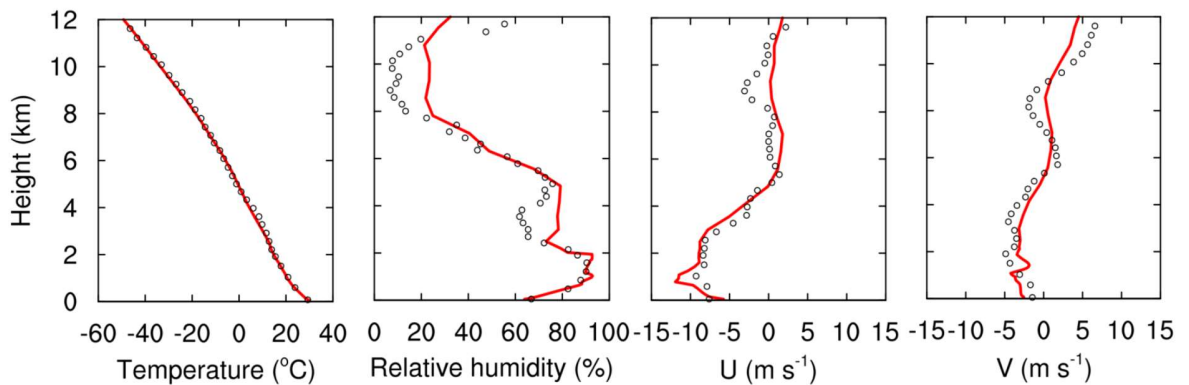 Height (km)
12
10
8
6
4
2
0
-60 -40 -20 0 20 40
Temperature (°C)
0 20 40 60 80 100
Relative humidity (%)
-15 -10 -5 0 5 10 15
U (m s⁻¹)
-15 -10 -5 0 5 10 15
V (m s⁻¹)